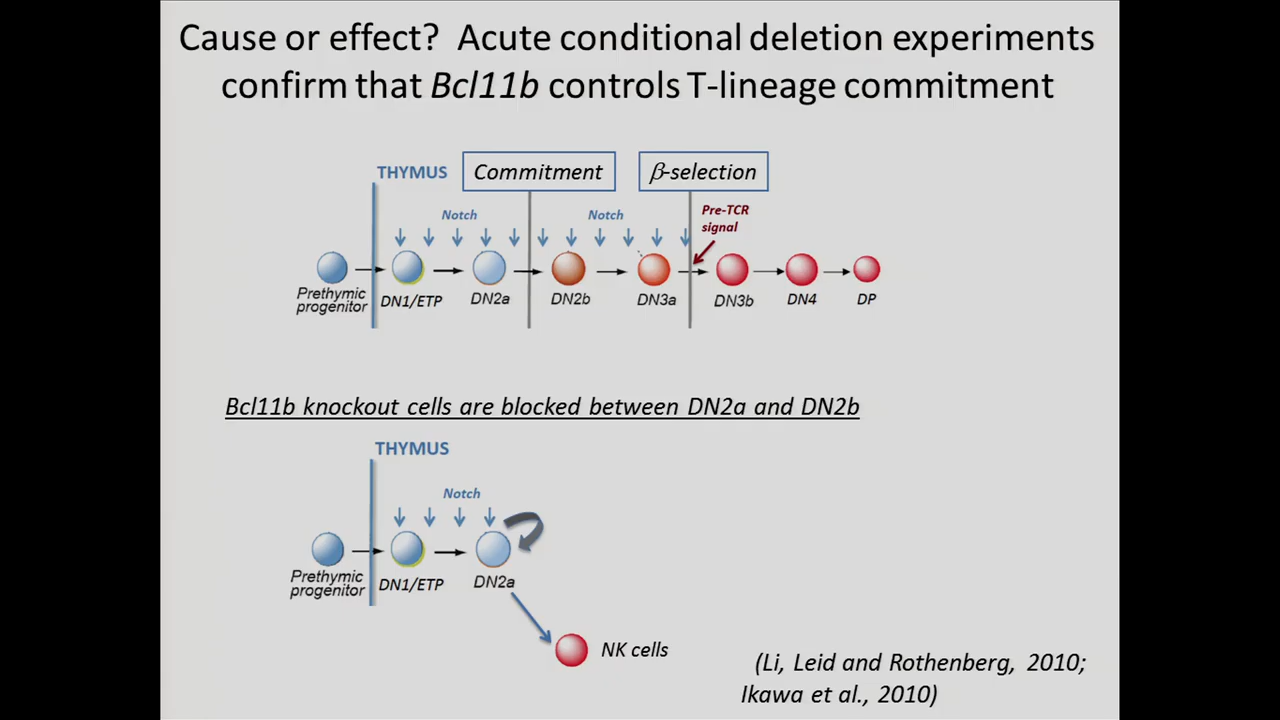 Cause or effect? Acute conditional deletion experiments
confirm that Bcl11b controls T-lineage commitment
THYMUS
Commitment
β-selection
Notch
Notch
Pre-TCR
signal
Prethymic
progenitor
DN1/ETP
DN2a
DN2b
DN3a
DN3b
DN4
DP
Bcl11b knockout cells are blocked between DN2a and DN2b
THYMUS
Notch
Prethymic
progenitor
DN1/ETP
DN2a
NK cells
(Li, Leid and Rothenberg, 2010;
Ikawa et al., 2010)